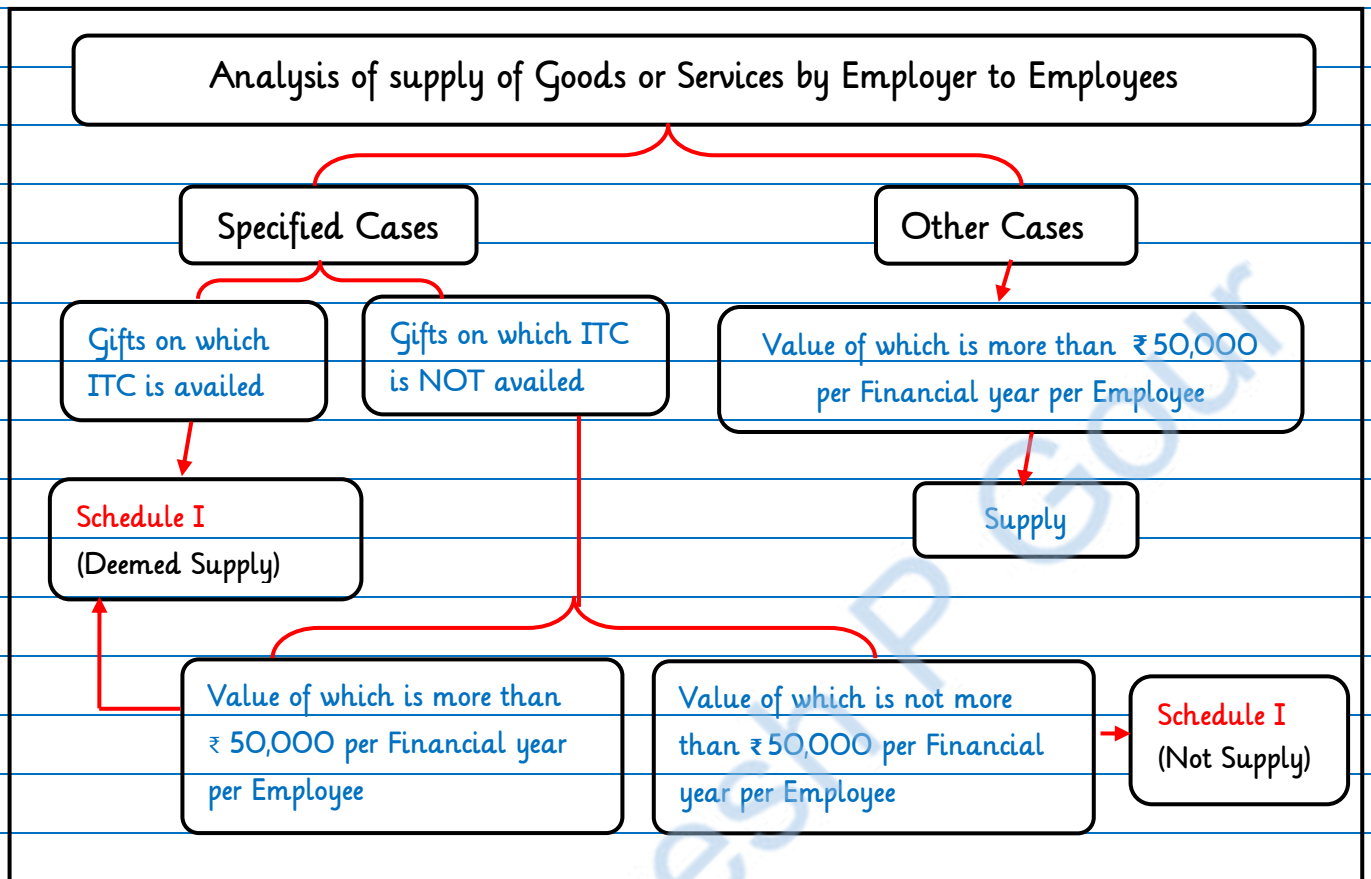 Analysis of supply of Goods or Services by Employer to Employees
Specified Cases
Other Cases
Gifts on which
ITC is availed
Gifts on which ITC
is NOT availed
Value of which is more than ₹50,000
per Financial year per Employee
Schedule I
(Deemed Supply)
Supply
Value of which is more than
₹ 50,000 per Financial year
per Employee
Value of which is not more
than ₹50,000 per Financial
year per Employee
Schedule I
(Not Supply)
esh P Gour